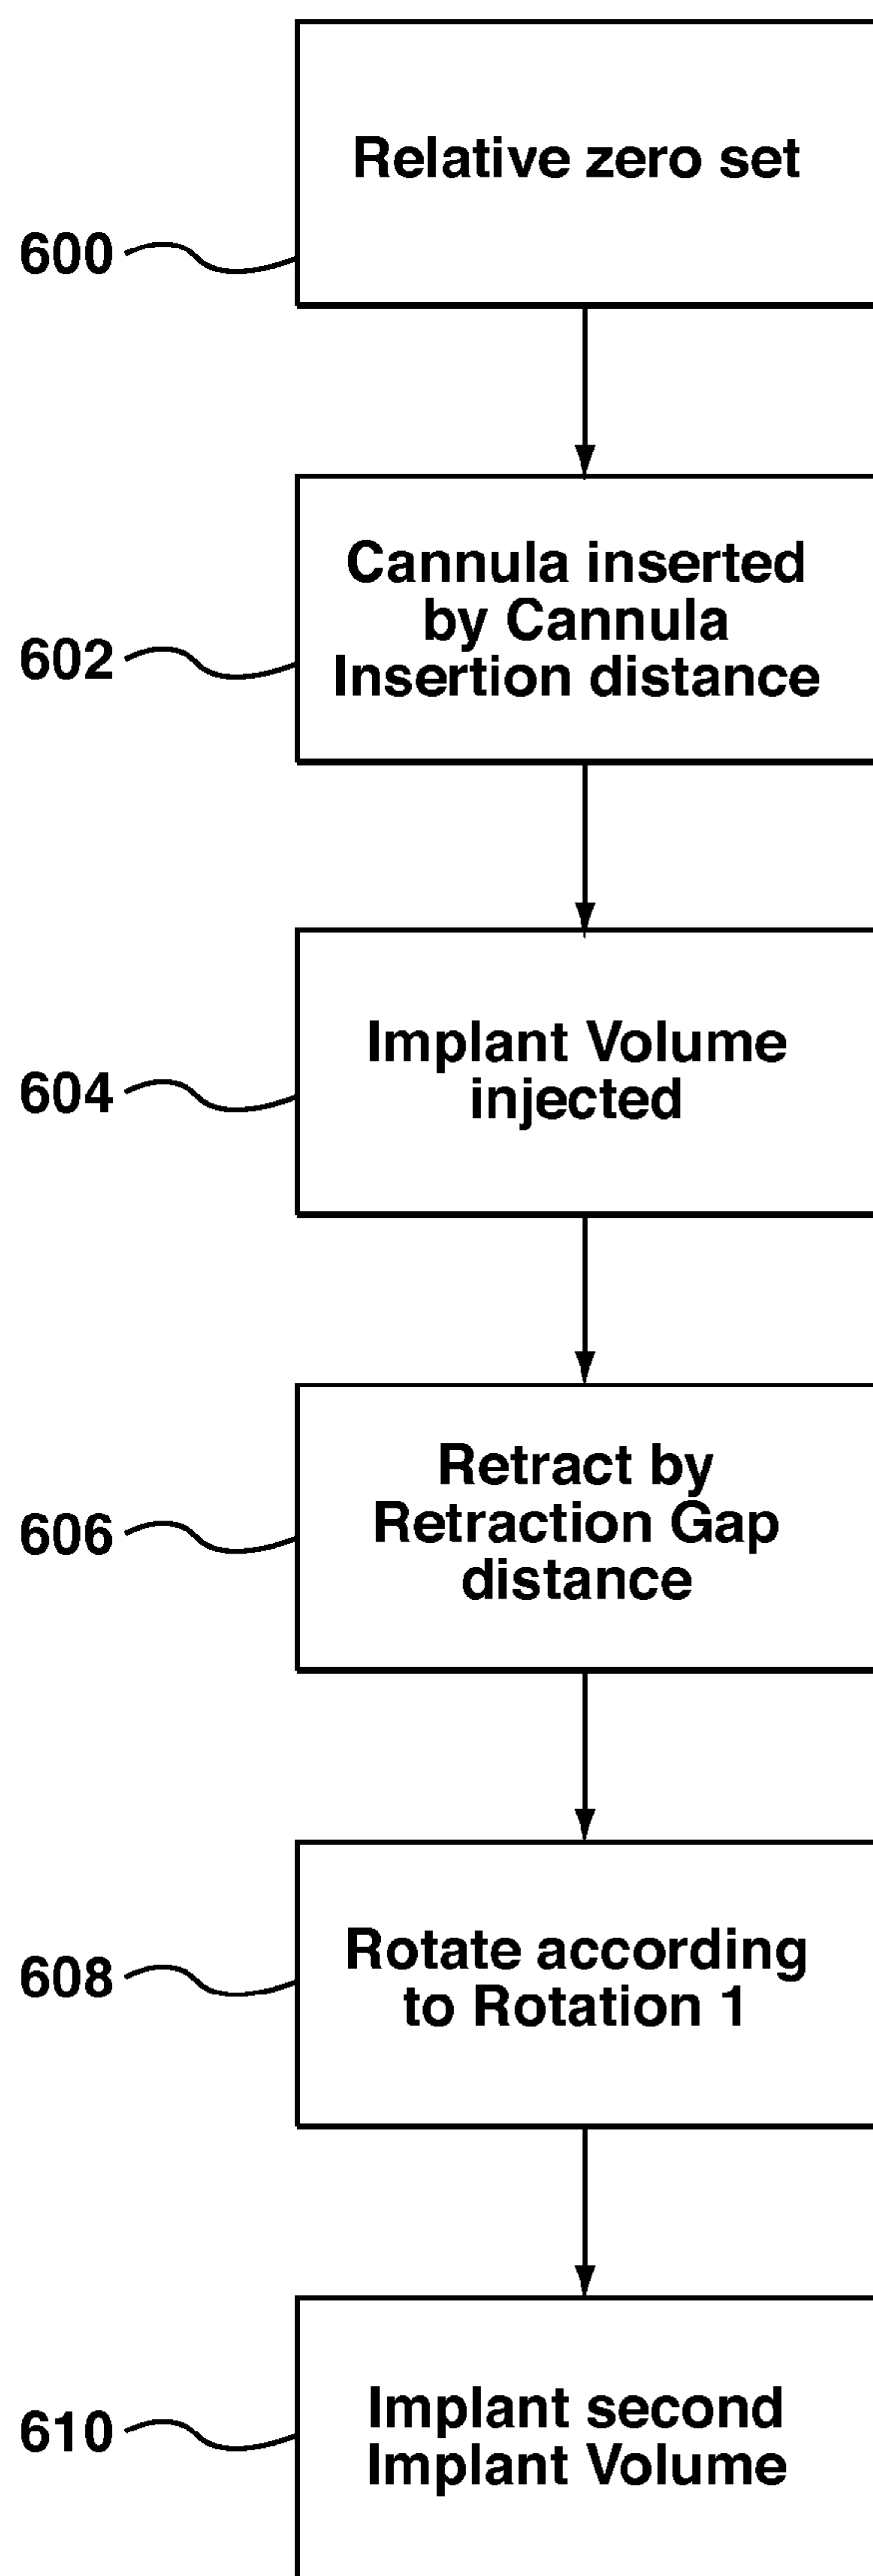 Relative zero set
600
Cannula inserted
by Cannula
Insertion distance
602
Implant Volume
injected
604
Retract by
Retraction Gap
distance
606
Rotate according
to Rotation 1
608
Implant second
Implant Volume
610